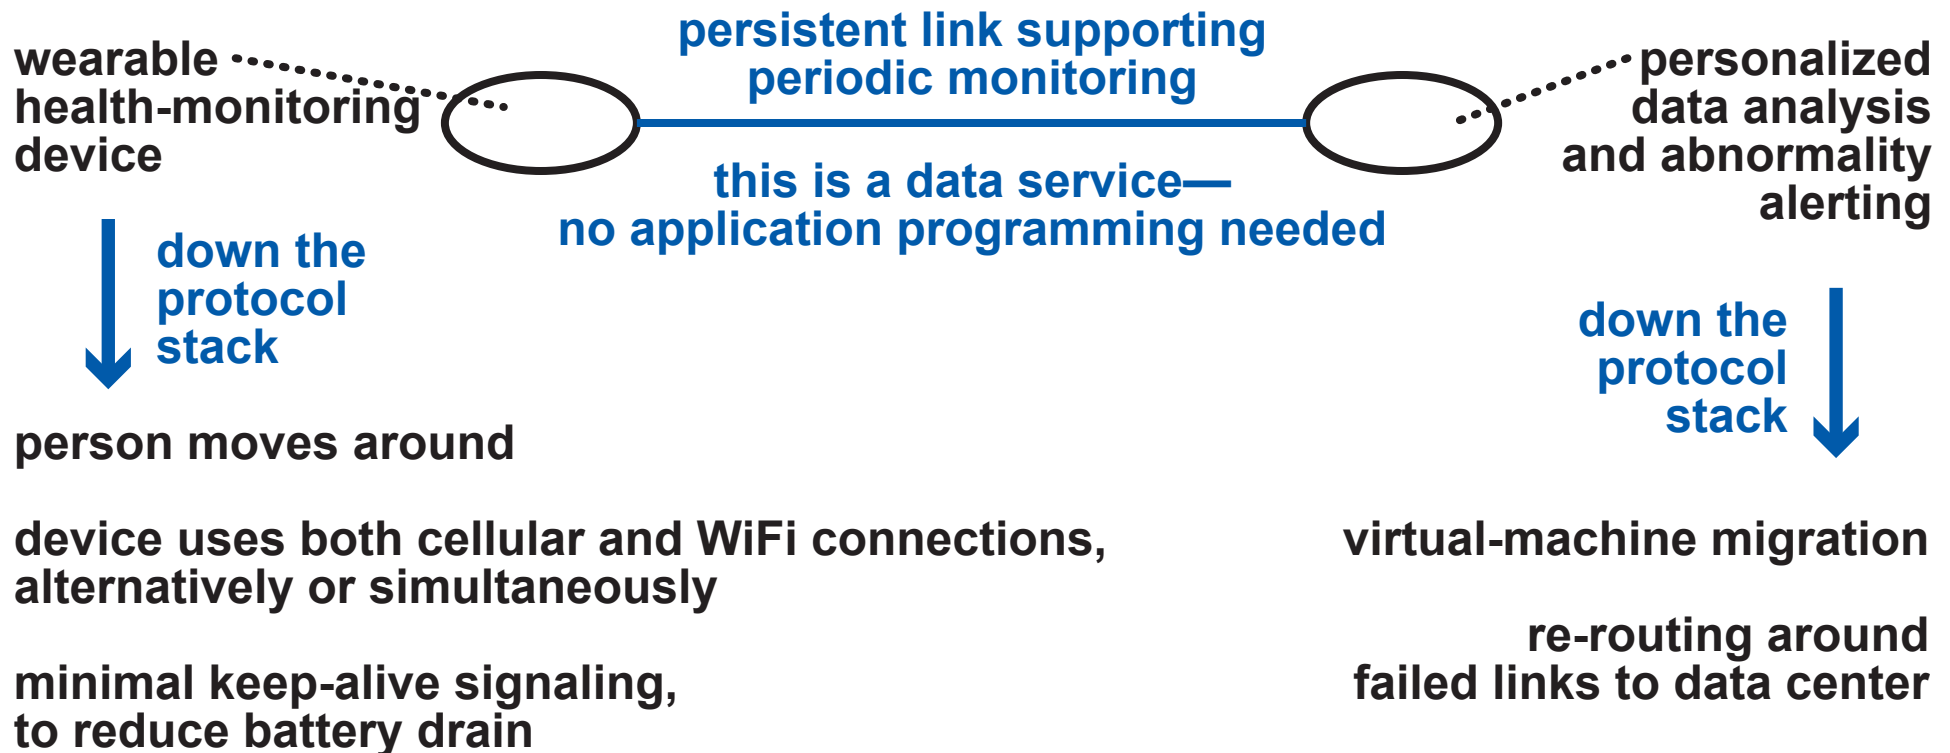 wearable
health-monitoring
device
persistent link supporting
periodic monitoring
personalized
data analysis
and abnormality
alerting
this is a data service—
no application programming needed
down the
protocol
stack
down the
protocol
stack
person moves around
device uses both cellular and WiFi connections,
alternatively or simultaneously
minimal keep-alive signaling,
to reduce battery drain
virtual-machine migration
re-routing around
failed links to data center